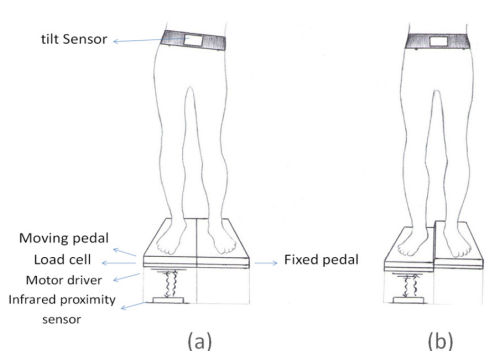 tilt Sensor
Moving pedal
Load cell
Fixed pedal
Motor driver
Infrared proximity
sensor
(a)
(b)